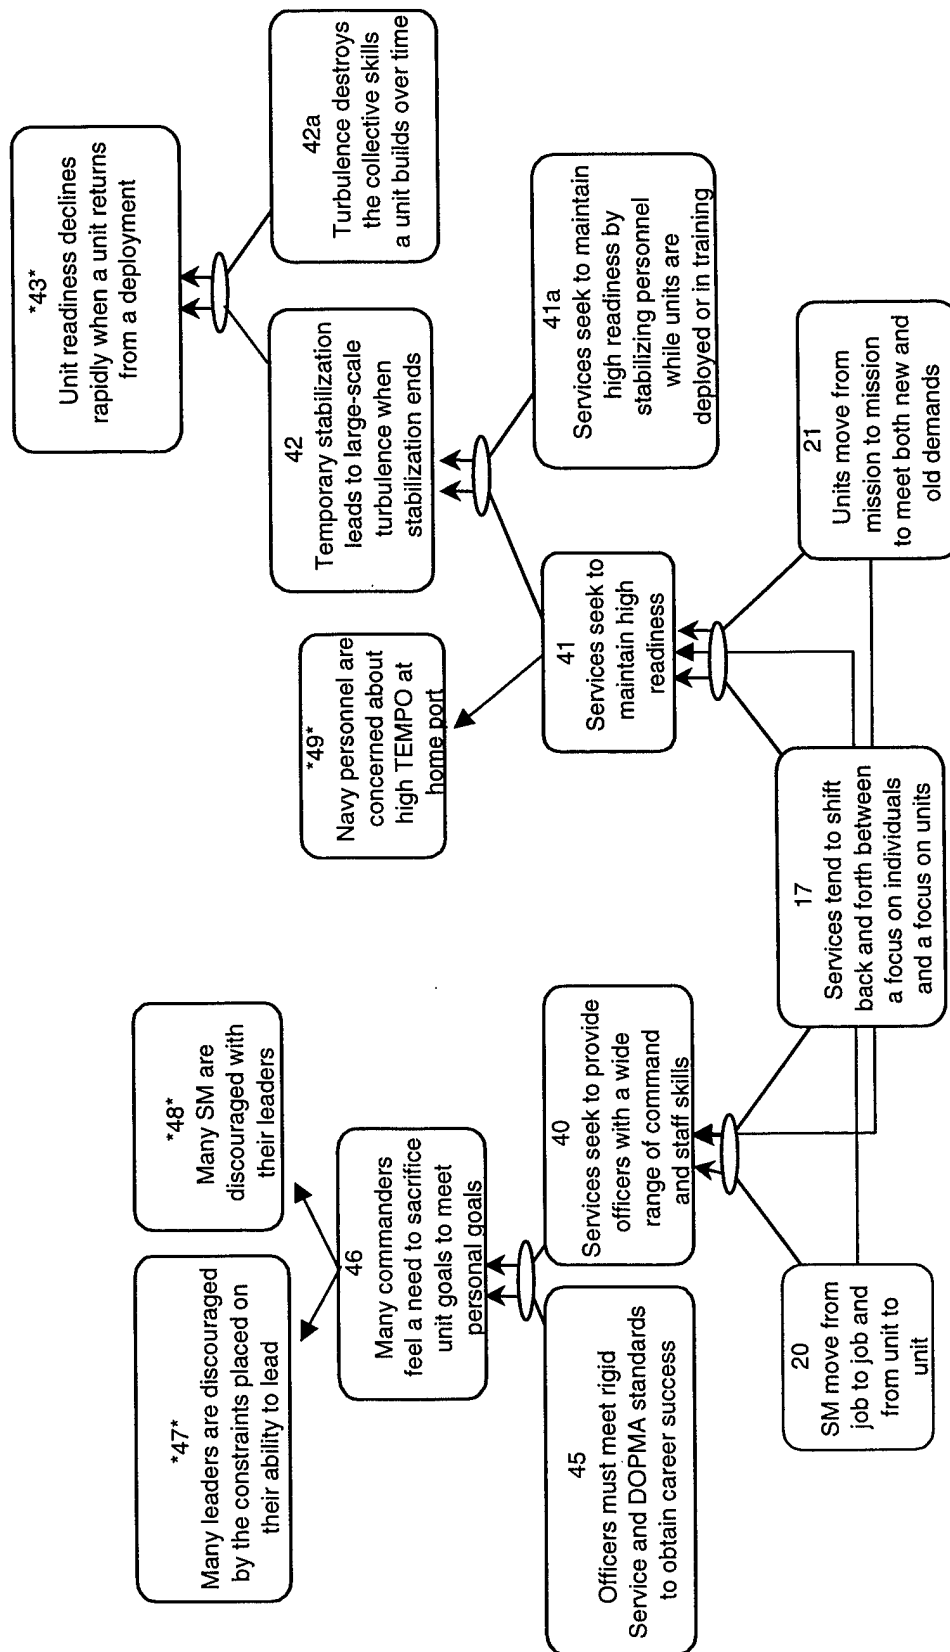 *43*
Unit readiness declines
rapidly when a unit returns
from a deployment
42
Temporary stabilization
leads to large-scale
turbulence when
stabilization ends
42a
Turbulence destroys
the collective skills
a unit builds over time
*47*
Many leaders are discouraged
by the constraints placed on
their ability to lead
*48*
Many SM are
discouraged with
their leaders
*49*
Navy personnel are
concerned about
high TEMPO at
home port
46
Many commanders
feel a need to sacrifice
unit goals to meet
personal goals
45
Officers must meet rigid
Service and DOPMA standards
to obtain career success
40
Services seek to provide
officers with a wide
range of command
and staff skills
41
Services seek to
maintain high
readiness
41a
Services seek to maintain
high readiness by
stabilizing personnel
while units are
deployed or in training
20
SM move from
job to job and
from unit to
unit
17
Services tend to shift
back and forth between
a focus on individuals
and a focus on units
21
Units move from
mission to mission
to meet both new and
old demands